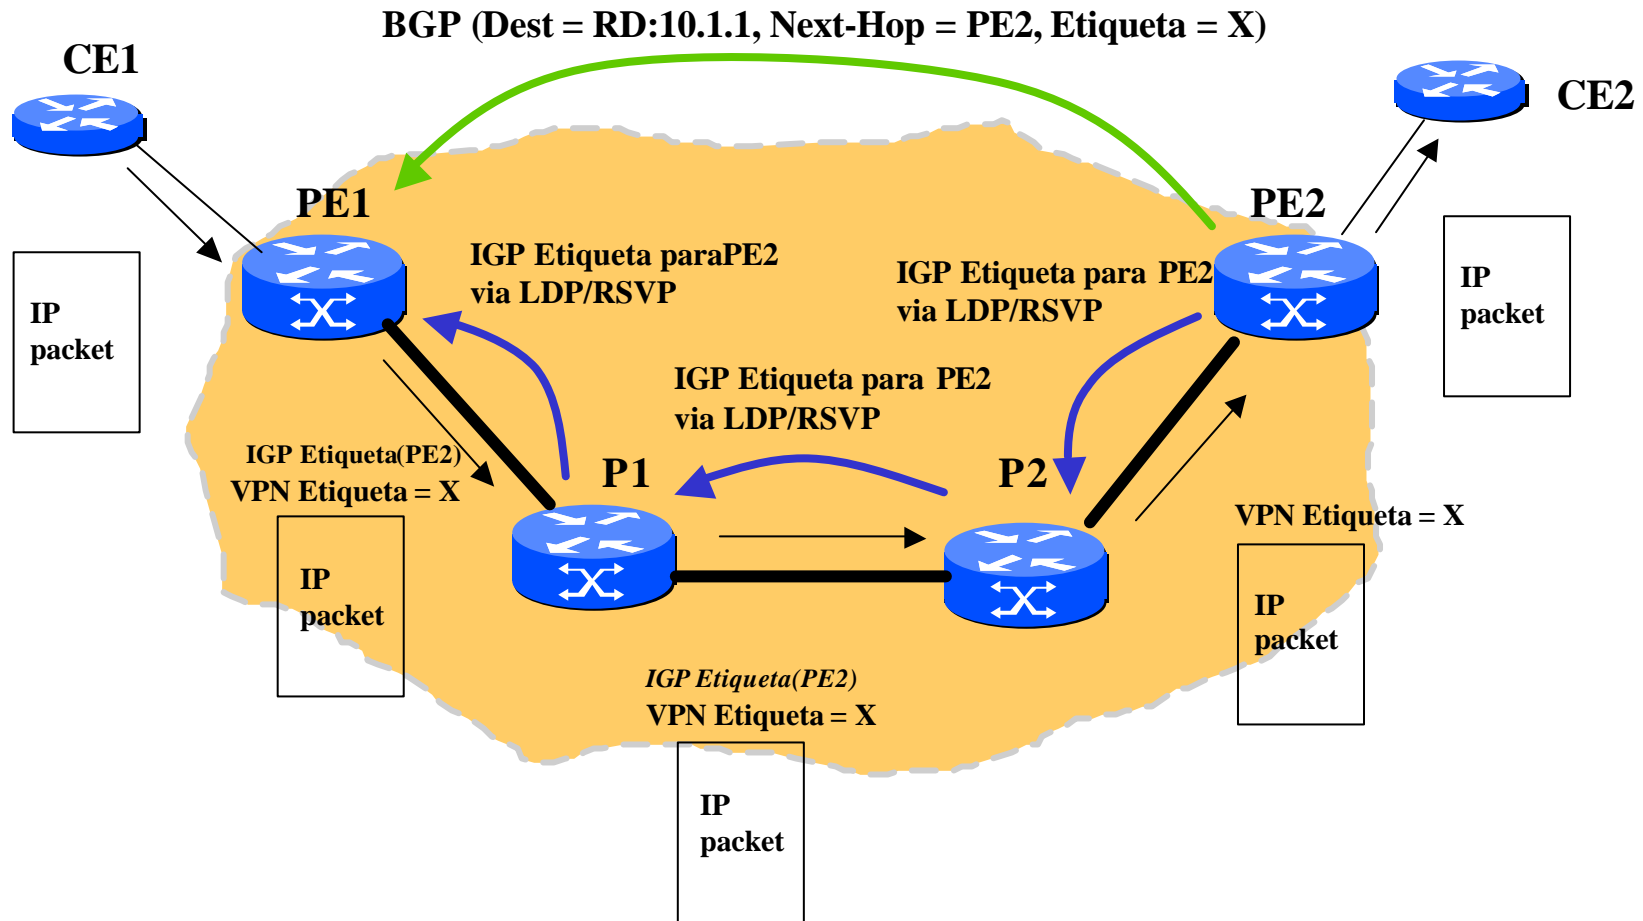 BGP (Dest = RD:10.1.1, Next-Hop = PE2, Etiqueta = X)
CE1
CE2
PE1
PE2
IGP Etiqueta paraPE2
via LDP/RSVP
IGP Etiqueta para PE2
via LDP/RSVP
IP
packet
IP
packet
IGP Etiqueta para PE2
via LDP/RSVP
IGP Etiqueta(PE2)
VPN Etiqueta = X
P1
P2
VPN Etiqueta = X
IP
packet
IP
packet
IGP Etiqueta(PE2)
VPN Etiqueta = X
IP
packet